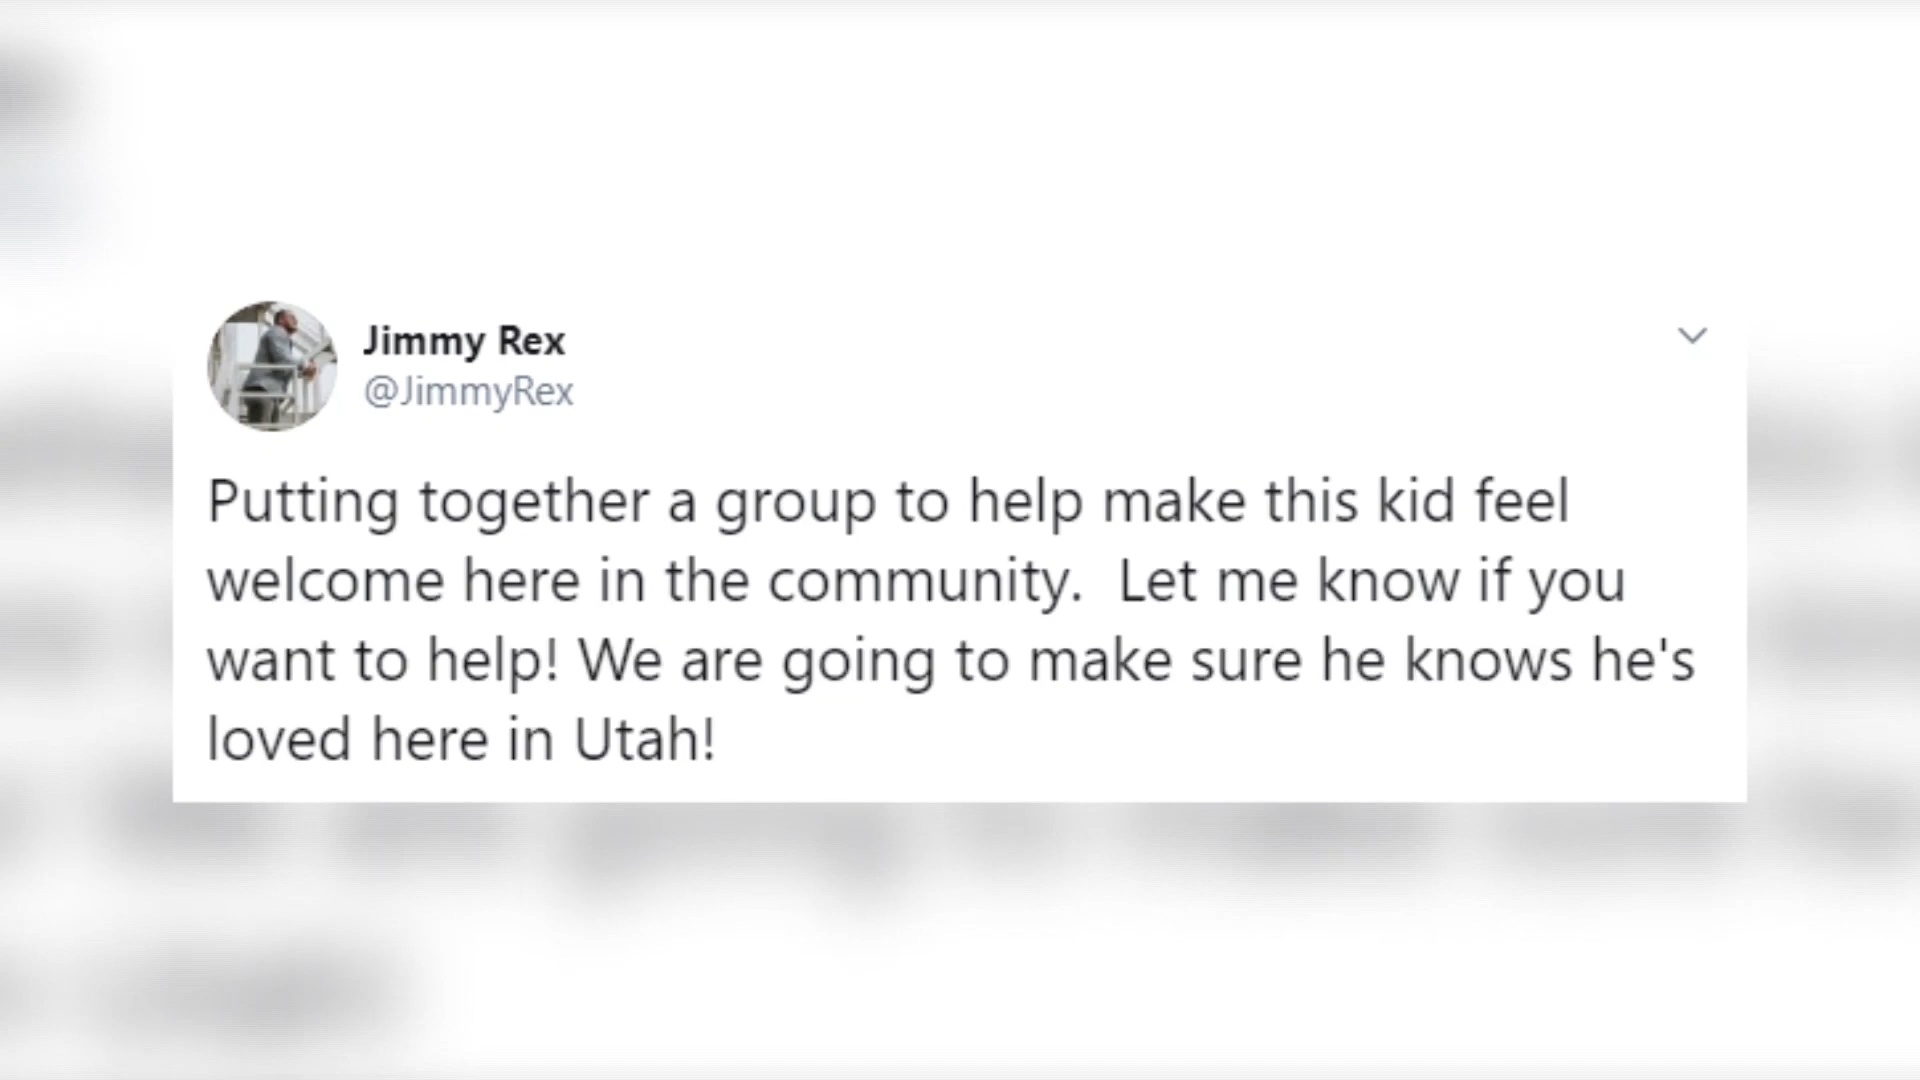 Jimmy Rex
@JimmyRex
Putting together a group to help make this kid feel
welcome here in the community.  Let me know if you
want to help! We are going to make sure he knows he's
loved here in Utah!